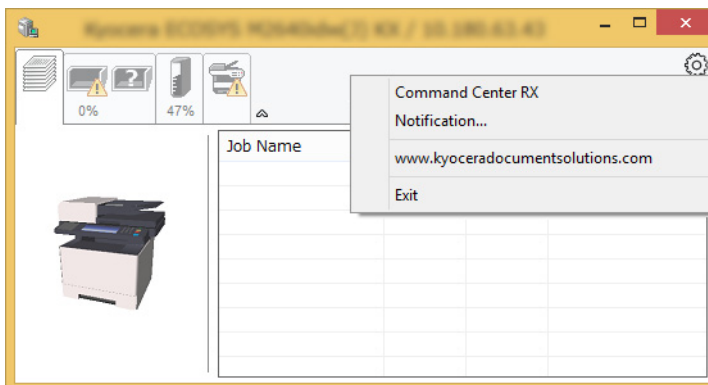 0%
?
47%
Command Center RX
Notification...
www.kyoceradocumentsolutions.com
Exit
Job Name